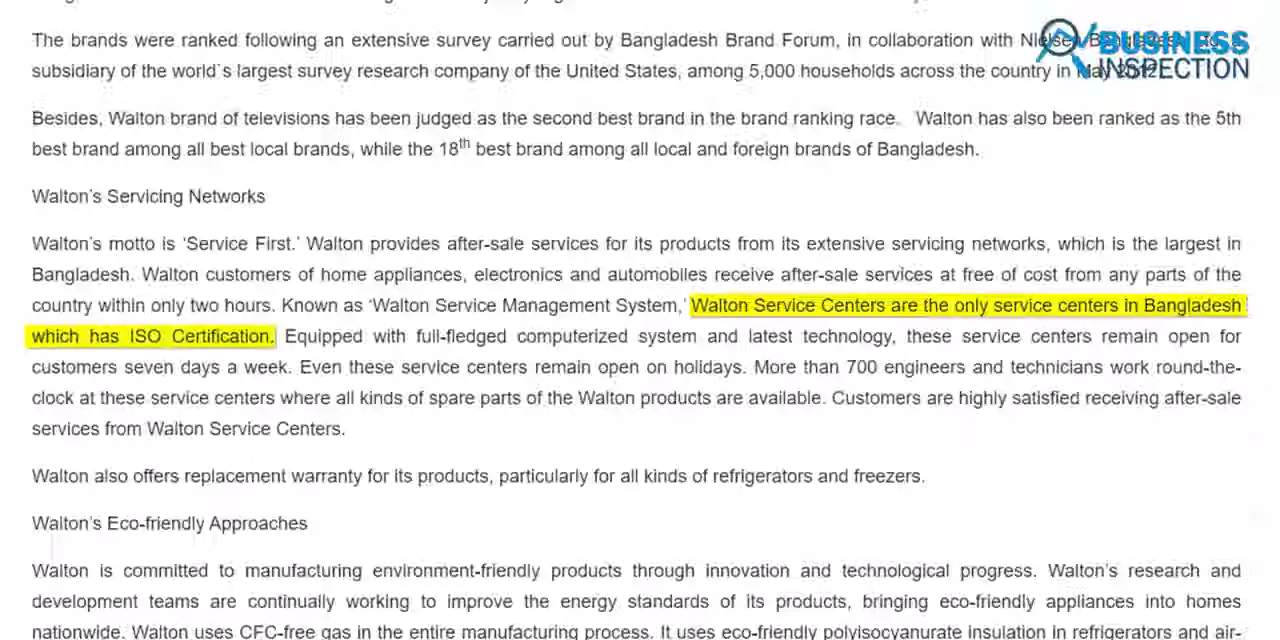 The brands were ranked following an extensive survey carried out by Bangladesh Brand Forum, in collaboration with Nielsen
BUSINESS
INSPECTION
subsidiary of the world`s largest survey research company of the United States, among 5,000 households across the country in May 2012
Besides, Walton brand of televisions has been judged as the second best brand in the brand ranking race. Walton has also been ranked as the 5th
best brand among all best local brands, while the 18th best brand among all local and foreign brands of Bangladesh.
Walton's Servicing Networks
Walton's motto is 'Service First.' Walton provides after-sale services for its products from its extensive servicing networks, which is the largest in
Bangladesh. Walton customers of home appliances, electronics and automobiles receive after-sale services at free of cost from any parts of the
country within only two hours. Known as 'Walton Service Management System,' Walton Service Centers are the only service centers in Bangladesh
which has ISO Certification. Equipped with full-fledged computerized system and latest technology, these service centers remain open for
customers seven days a week. Even these service centers remain open on holidays. More than 700 engineers and technicians work round-the-
clock at these service centers where all kinds of spare parts of the Walton products are available. Customers are highly satisfied receiving after-sale
services from Walton Service Centers.
Walton also offers replacement warranty for its products, particularly for all kinds of refrigerators and freezers.
Walton's Eco-friendly Approaches
Walton is committed to manufacturing environment-friendly products through innovation and technological progress. Walton's research and
development teams are continually working to improve the energy standards of its products, bringing eco-friendly appliances into homes
nationwide. Walton uses CFC-free gas in the entire manufacturing process. It uses eco-friendly polyisocyanurate insulation in refrigerators and air-